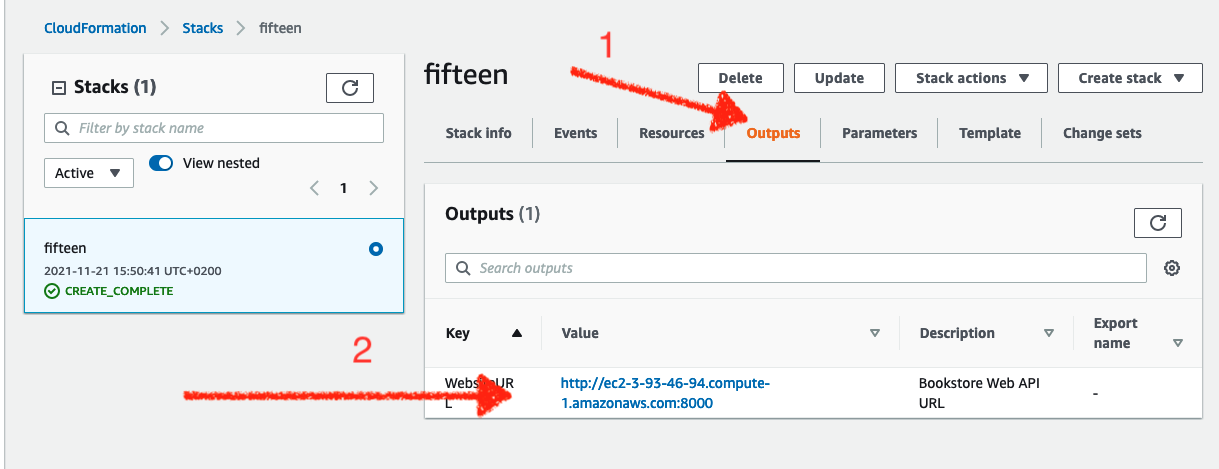 CloudFormation > Stacks > fifteen
Stacks (1)
Filter by stack name
Active
View nested
1
fifteen
2021-11-21 15:50:41 UTC+0200
CREATE_COMPLETE
1
fifteen
Delete
Update
Stack actions
Create stack
Stack info
Events
Resources
Outputs
Parameters
Template
Change sets
Outputs (1)
Search outputs
Key
Value
Description
Export
name
2
WebsiteUR
L
http://ec2-3-93-46-94.compute-
1.amazonaws.com:8000
Bookstore Web API
URL
-